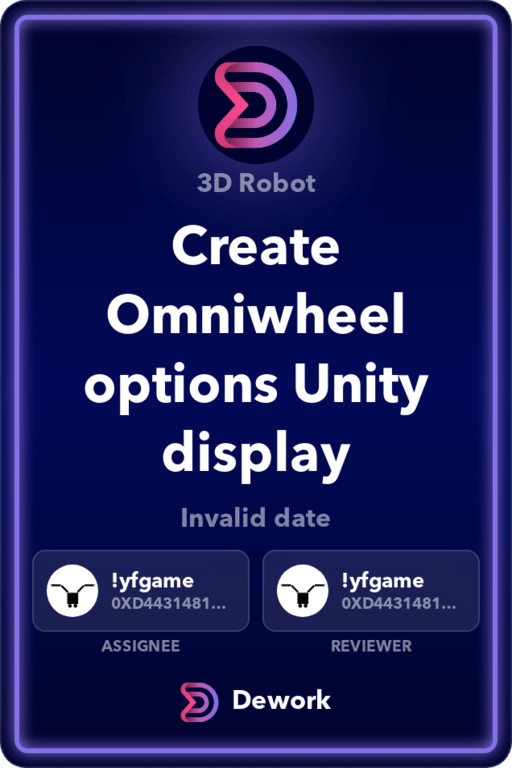 3D Robot
Create
Omniwheel
options Unity
display
Invalid date
!yfgame
0XD4431481...
ASSIGNEE
!yfgame
0XD4431481...
REVIEWER
Dework